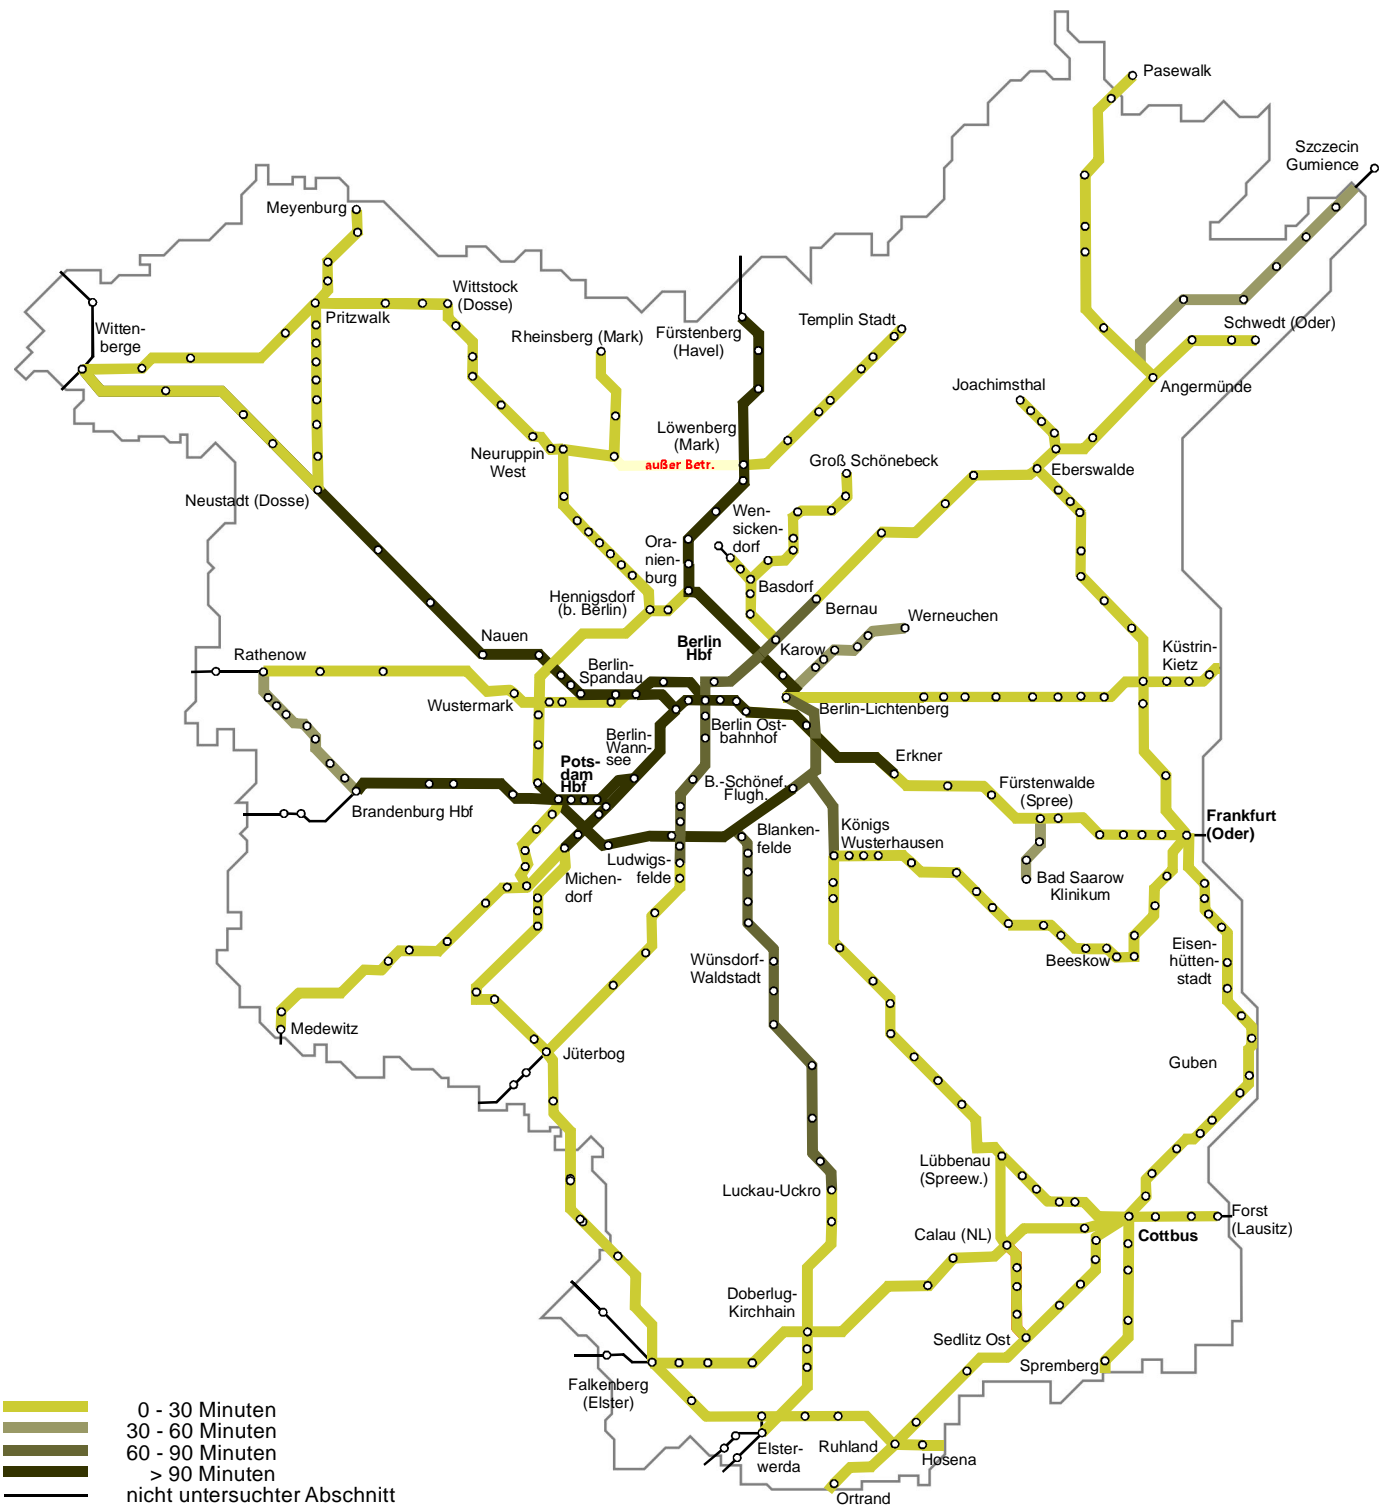 Pasewalk
Szczecin
Gumience
Meyenburg
Wittstock
(Dosse)
Pritzwalk
Witten-
berge
Rheinsberg (Mark)
Fürstenberg
(Havel)
Templin Stadt
Schwedt (Oder)
Angermünde
Joachimsthal
Löwenberg
(Mark)
Neuruppin
West
außer Betr.
Groß Schönebeck
Eberswalde
Neustadt (Dosse)
Wen-
sicken-
dorf
Ora-
nien-
burg
Basdorf
Hennigsdorf
(b. Berlin)
Bernau
Werneuchen
Nauen
Berlin
Hbf
Karow
Küstrin-
Kietz
Rathenow
Berlin-
Spandau
Wustermark
Berlin-Lichtenberg
Berlin Ost-
bahnhof
Berlin-
Wann-
see
Erkner
Pots-
dam
Hbf
B.-Schönef.
Flugh.
Fürstenwalde
(Spree)
Brandenburg Hbf
Frankfurt
(Oder)
Blanken-
felde
Königs
Wusterhausen
Ludwigs-
felde
Michen-
dorf
Bad Saarow
Klinikum
Wünsdorf-
Waldstadt
Beeskow
Eisen-
hütten-
stadt
Medewitz
Jüterbog
Guben
Lübbenau
(Spreew.)
Luckau-Uckro
Forst
(Lausitz)
Calau (NL)
Cottbus
Doberlug-
Kirchhain
Sedlitz Ost
Spremberg
Falkenberg
(Elster)
Elster-
werda
Ruhland
Hosena
Ortrand
0 - 30 Minuten
30 - 60 Minuten
60 - 90 Minuten
> 90 Minuten
nicht untersuchter Abschnitt